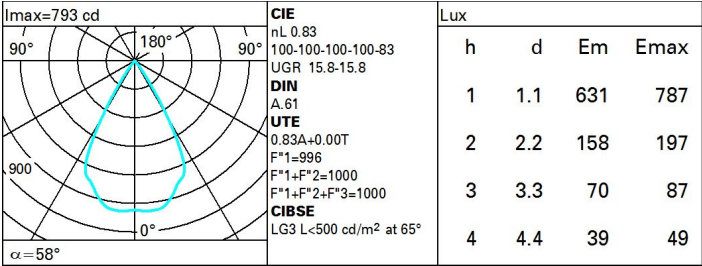 Imax=793 cd
90°
180°
90°
900
0°
α=58°
CIE
nL 0.83
100-100-100-100-83
UGR 15.8-15.8
DIN
A.61
UTE
0.83A+0.00T
F"1=996
F"1+F"2=1000
F"1+F"2+F"3=1000
CIBSE
LG3 L<500 cd/m² at 65°
Lux
h d Em Emax
1 1.1 631 787
2 2.2 158 197
3 3.3 70 87
4 4.4 39 49